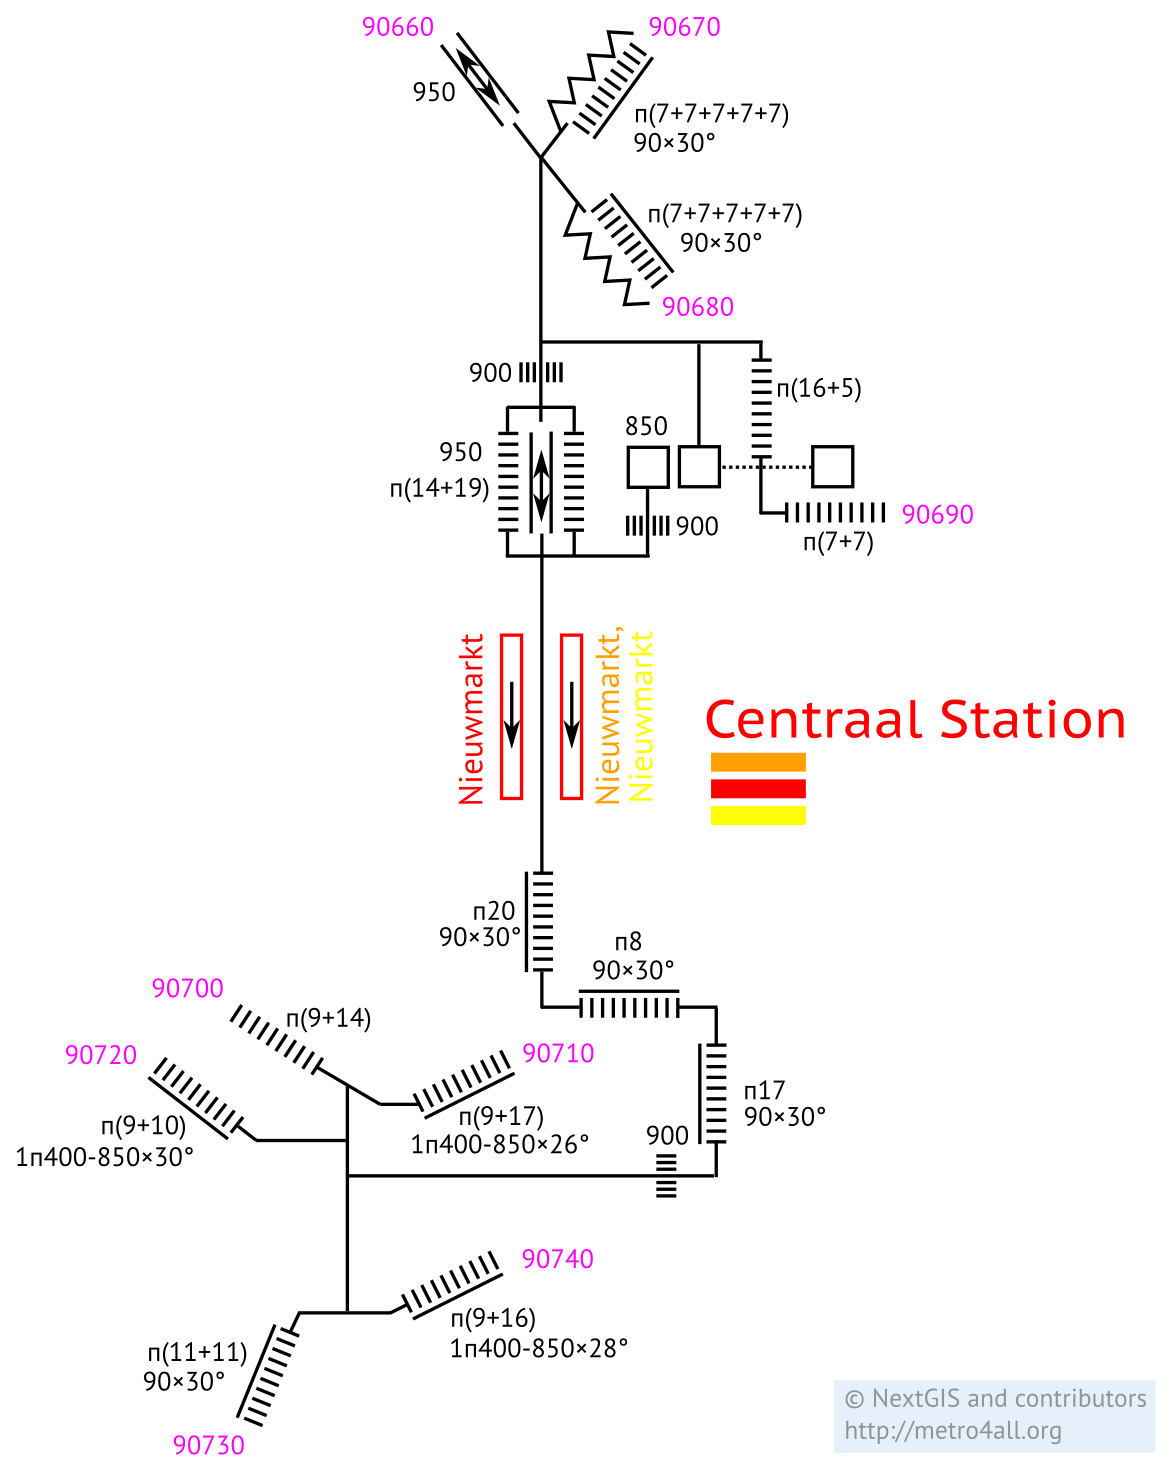 90660
90670
950
п(7+7+7+7+7)
90×30°
п(7+7+7+7+7)
90×30°
90680
900
п(16+5)
850
950
п(14+19)
900
90690
п(7+7)
Nieuwmarkt
Nieuwmarkt,
Nieuwmarkt
Centraal Station
п20
90×30°
п8
90×30°
90700
п(9+14)
90720
90710
п17
90×30°
п(9+10)
1п400-850×30°
п(9+17)
1п400-850×26°
900
90740
п(9+16)
1п400-850×28°
п(11+11)
90×30°
90730
© NextGIS and contributors
http://metro4all.org